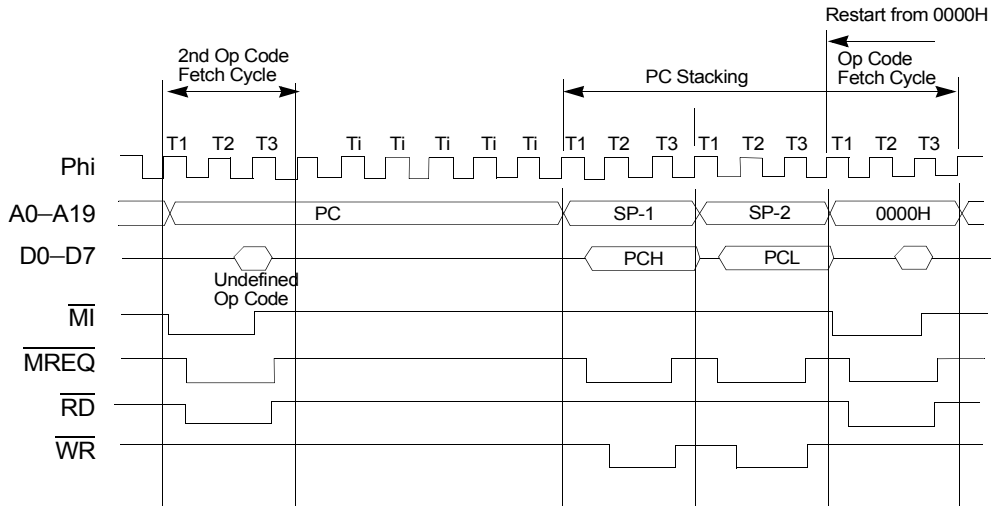 Restart from 0000H
2nd Op Code
Fetch Cycle
PC Stacking
Op Code
Fetch Cycle
T1 T2 T3 Ti Ti Ti Ti Ti T1 T2 T3 T1 T2 T3 T1 T2 T3
Phi
A0–A19 PC SP-1 SP-2 0000H
D0–D7 PCH PCL
Undefined
Op Code
MI
MREQ
RD
WR